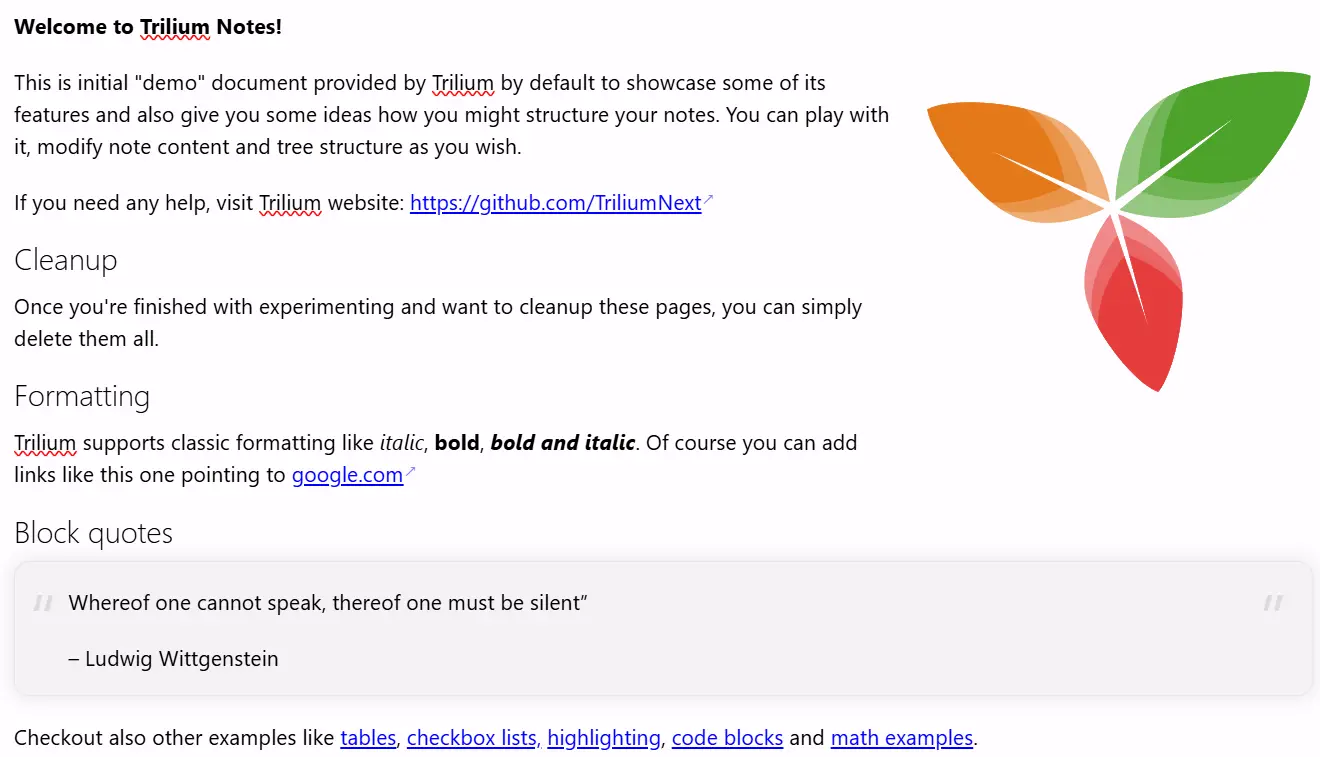 Welcome to Trilium Notes!
This is initial "demo" document provided by Trilium by default to showcase some of its
features and also give you some ideas how you might structure your notes. You can play with
it, modify note content and tree structure as you wish.
If you need any help, visit Trilium website: https://github.com/TriliumNext
Cleanup
Once you're finished with experimenting and want to cleanup these pages, you can simply
delete them all.
Formatting
Trilium supports classic formatting like italic, bold, bold and italic. Of course you can add
links like this one pointing to google.com
Block quotes
Whereof one cannot speak, thereof one must be silent”
– Ludwig Wittgenstein
Checkout also other examples like tables, checkbox lists, highlighting, code blocks and math examples.